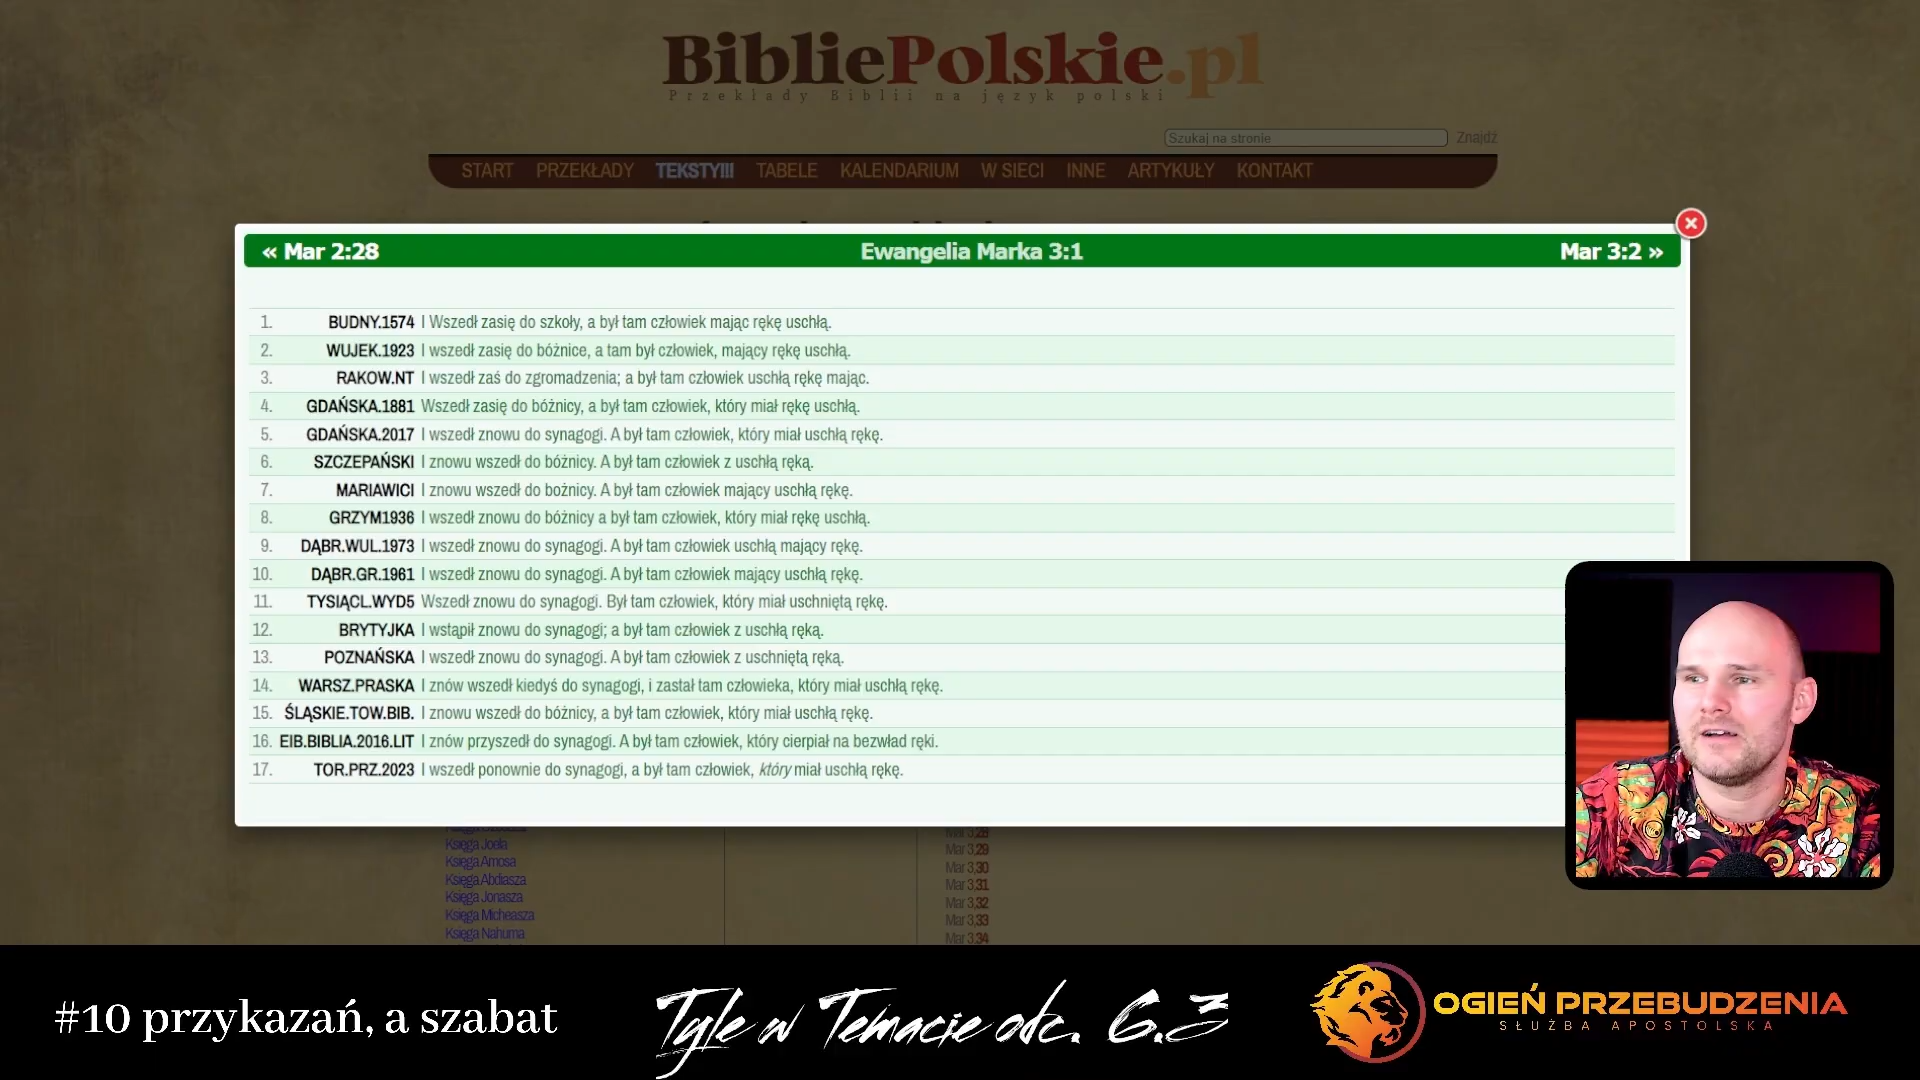 BibliePolskie.pl
Przekłady Biblii na język polski
Szukaj na stronie Znajdź
START PRZEKŁADY TEKSTY!!! TABELE KALENDARIUM W SIECI INNE ARTYKUŁY KONTAKT
« Mar 2:28 Ewangelia Marka 3:1 Mar 3:2 »
1. BUDNY.1574 I Wszedł zasię do szkoły, a był tam człowiek mając rękę uschłą.
2. WUJEK.1923 I wszedł zasię do bóżnice, a tam był człowiek, mający rękę uschłą.
3. RAKOW.NT I wszedł zaś do zgromadzenia; a był tam człowiek uschłą rękę mając.
4. GDAŃSKA.1881 Wszedł zasię do bóżnicy, a był tam człowiek, który miał rękę uschłą.
5. GDAŃSKA.2017 I wszedł znowu do synagogi. A był tam człowiek, który miał uschłą rękę.
6. SZCZEPAŃSKI I znowu wszedł do bóżnicy. A był tam człowiek z uschłą ręką.
7. MARIAWICI I znowu wszedł do bożnicy. A był tam człowiek mający uschłą rękę.
8. GRZYM1936 I wszedł znowu do bóżnicy a był tam człowiek, który miał rękę uschłą.
9. DĄBR.WUL.1973 I wszedł znowu do synagogi. A był tam człowiek uschłą mający rękę.
10. DĄBR.GR.1961 I wszedł znowu do synagogi. A był tam człowiek mający uschłą rękę.
11. TYSIĄCL.WYD5 Wszedł znowu do synagogi. Był tam człowiek, który miał uschniętą rękę.
12. BRYTYJKA I wstąpił znowu do synagogi; a był tam człowiek z uschłą ręką.
13. POZNAŃSKA I wszedł znowu do synagogi. A był tam człowiek z uschniętą ręką.
14. WARSZ.PRASKA I znów wszedł kiedyś do synagogi, i zastał tam człowieka, który miał uschłą rękę.
15. ŚLĄSKIE.TOW.BIB. I znowu wszedł do bóżnicy, a był tam człowiek, który miał uschłą rękę.
16. EIB.BIBLIA.2016.LIT I znów przyszedł do synagogi. A był tam człowiek, który cierpiał na bezwład ręki.
17. TOR.PRZ.2023 I wszedł ponownie do synagogi, a był tam człowiek, który miał uschłą rękę.
Mar 3,28
Księga Joela Mar 3,29
Księga Amosa Mar 3,30
Księga Abdiasza Mar 3,31
Księga Jonasza Mar 3,32
Księga Micheasza Mar 3,33
Księga Nahuma Mar 3,34
#10 przykazań, a szabat
Tyle w Temacie odc. 6.3
OGIEŃ PRZEBUDZENIA
SŁUŻBA APOSTOLSKA